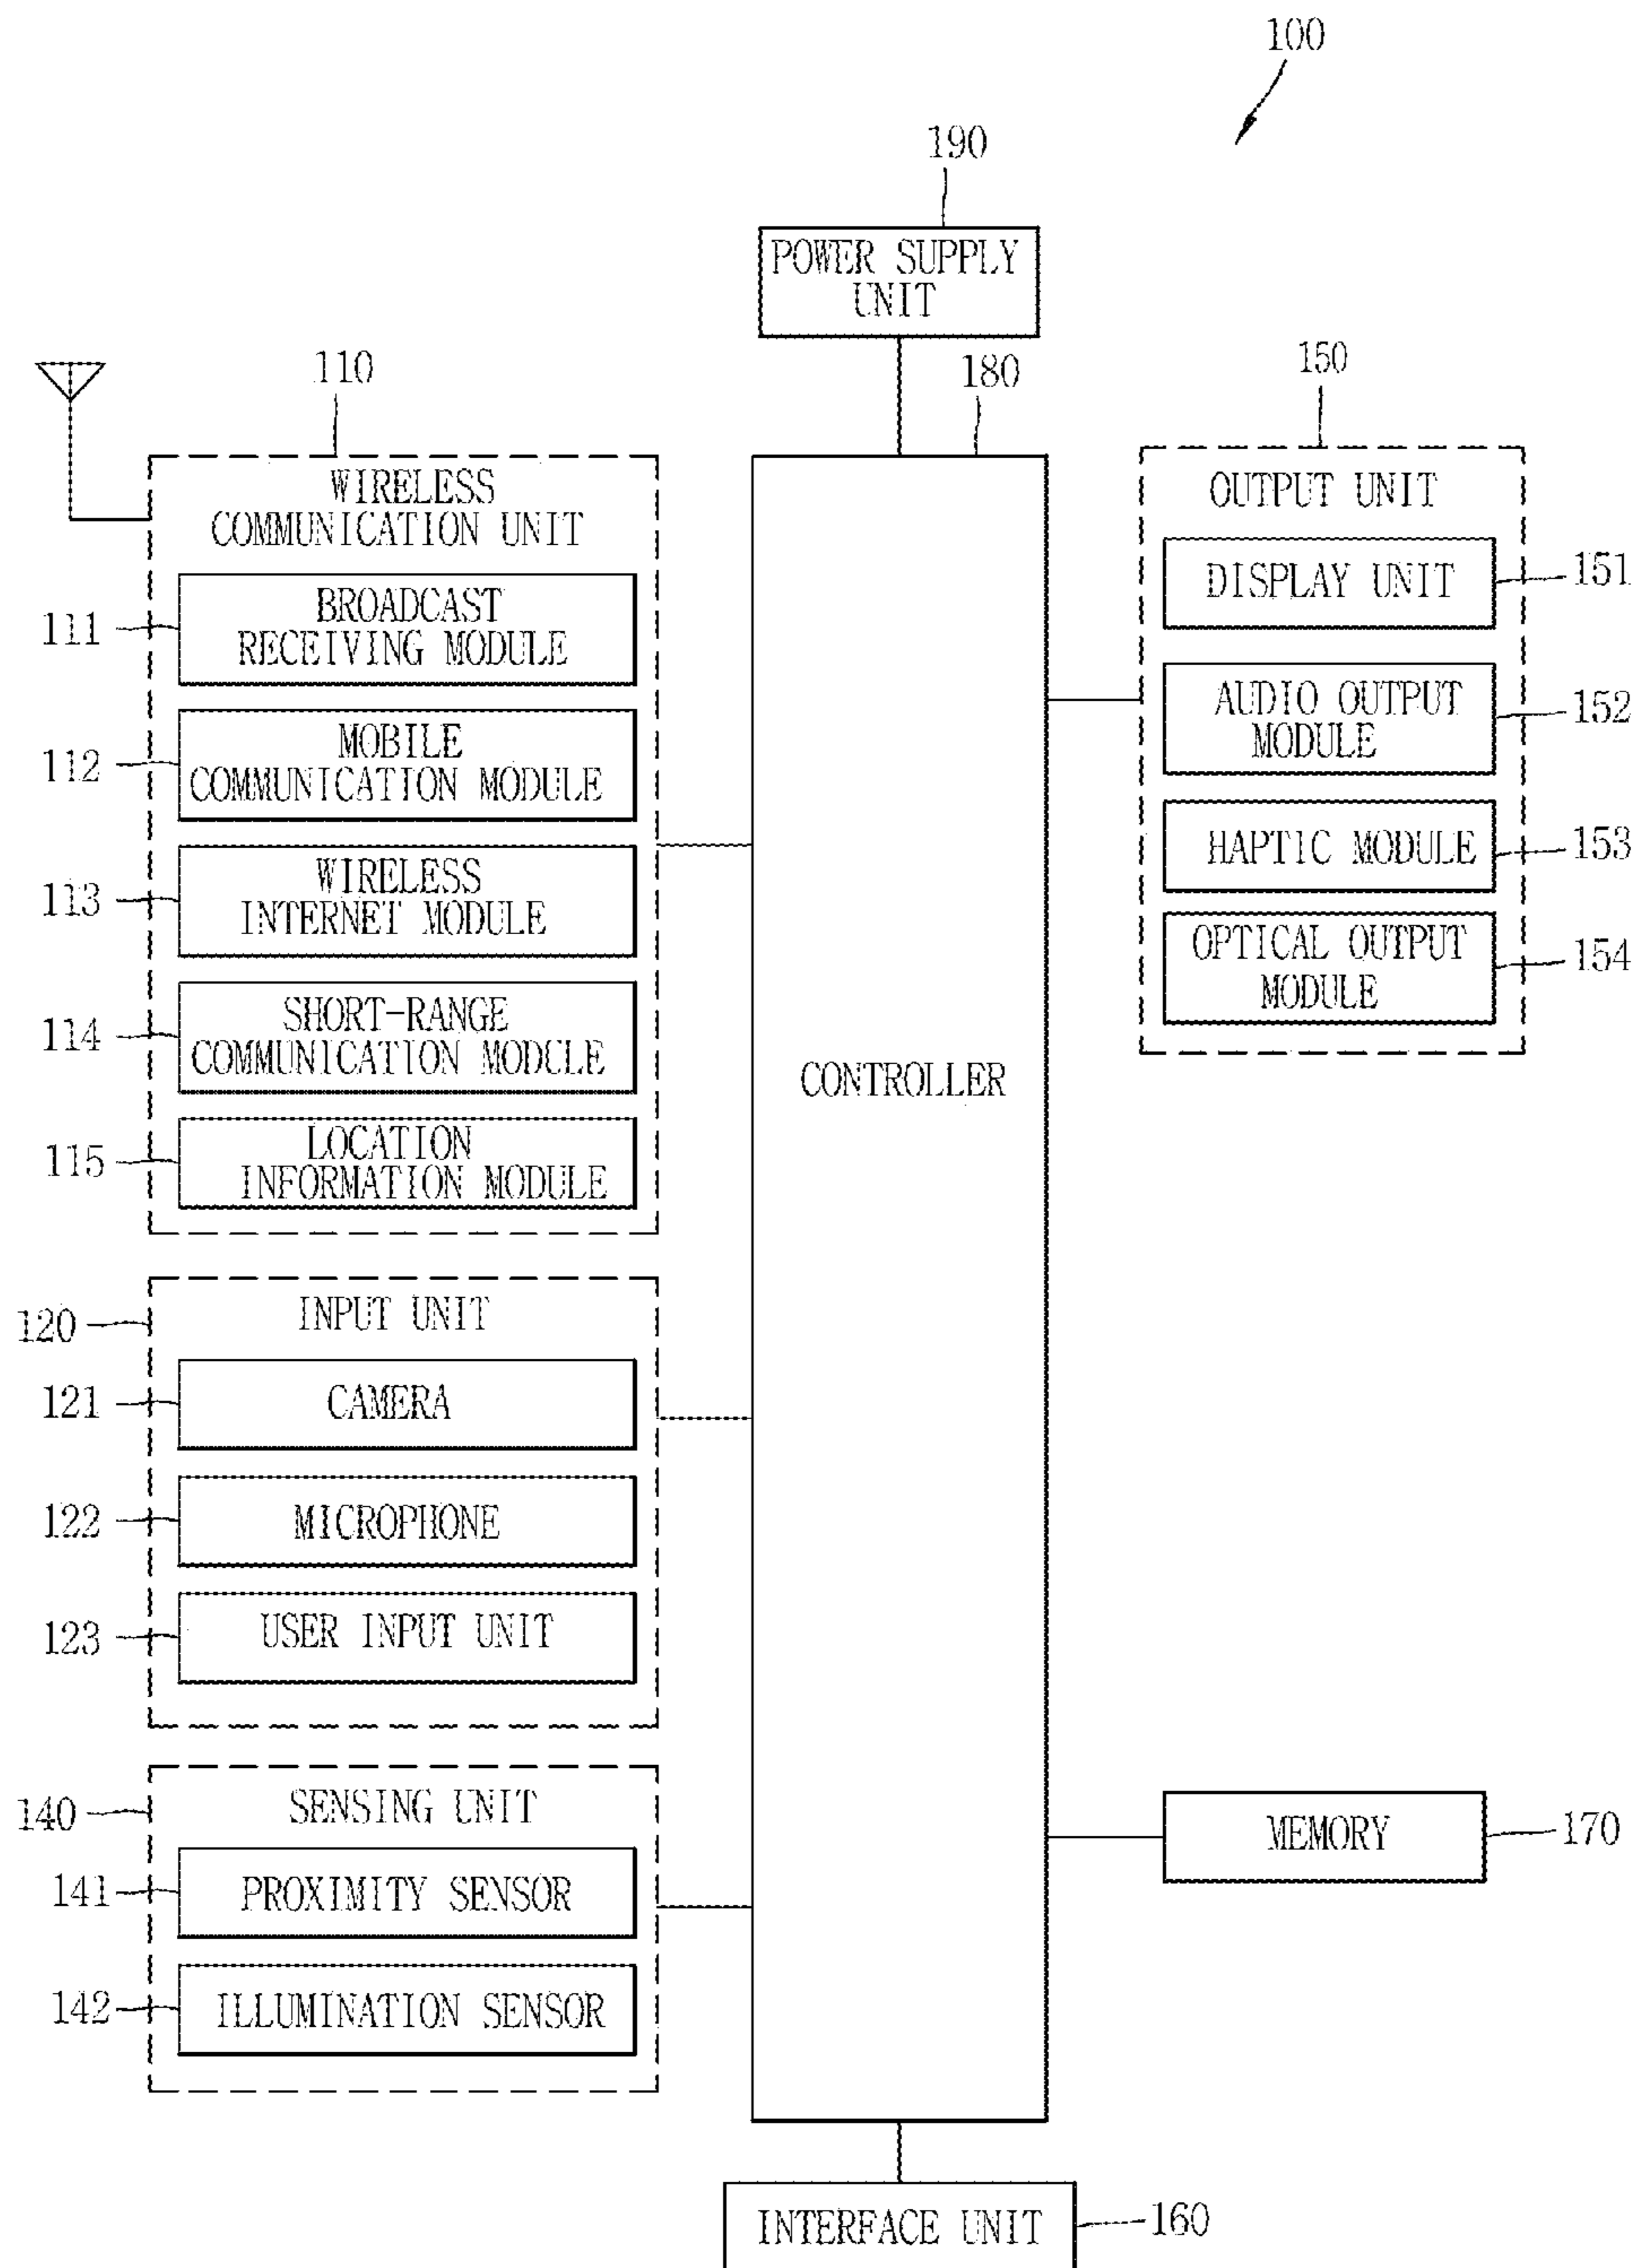 100
190
POWER SUPPLY
UNIT
110
180
150
WIRELESS
COMMUNICATION UNIT
111
BROADCAST
RECEIVING MODULE
112
MOBILE
COMMUNICATION MODULE
113
WIRELESS
INTERNET MODULE
114
SHORT-RANGE
COMMUNICATION MODULE
115
LOCATION
INFORMATION MODULE
120
INPUT UNIT
121
CAMERA
122
MICROPHONE
123
USER INPUT UNIT
140
SENSING UNIT
141
PROXIMITY SENSOR
142
ILLUMINATION SENSOR
CONTROLLER
OUTPUT UNIT
DISPLAY UNIT
151
AUDIO OUTPUT
MODULE
152
HAPTIC MODULE
153
OPTICAL OUTPUT
MODULE
154
MEMORY
170
INTERFACE UNIT
160